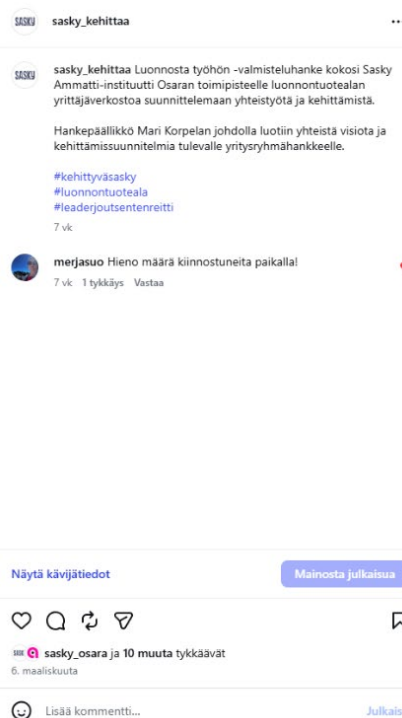 SASKY
sasky_kehittaa
SASKY
sasky_kehittaa Luonnosta työhön -valmisteluhanke kokosi Sasky
Ammatti-instituutti Osaran toimipisteelle luonnontuotealan
yrittäjäverkostoa suunnittelemaan yhteistyötä ja kehittämistä.
Hankepäällikkö Mari Korpelan johdolla luotiin yhteistä visiota ja
kehittämissuunnitelmia tulevalle yritysryhmähankkeelle.
#kehittyväsasky
#luonnontuoteala
#leaderjoutsentenreitti
7 vk
merjasuo Hieno määrä kiinnostuneita paikalla!
7 vk 1 tykkäys Vastaa
Näytä kävijätiedot
Mainosta julkaisua
sasky_osara ja 10 muuta tykkäävät
6. maaliskuuta
Lisää kommentti...
Julkais